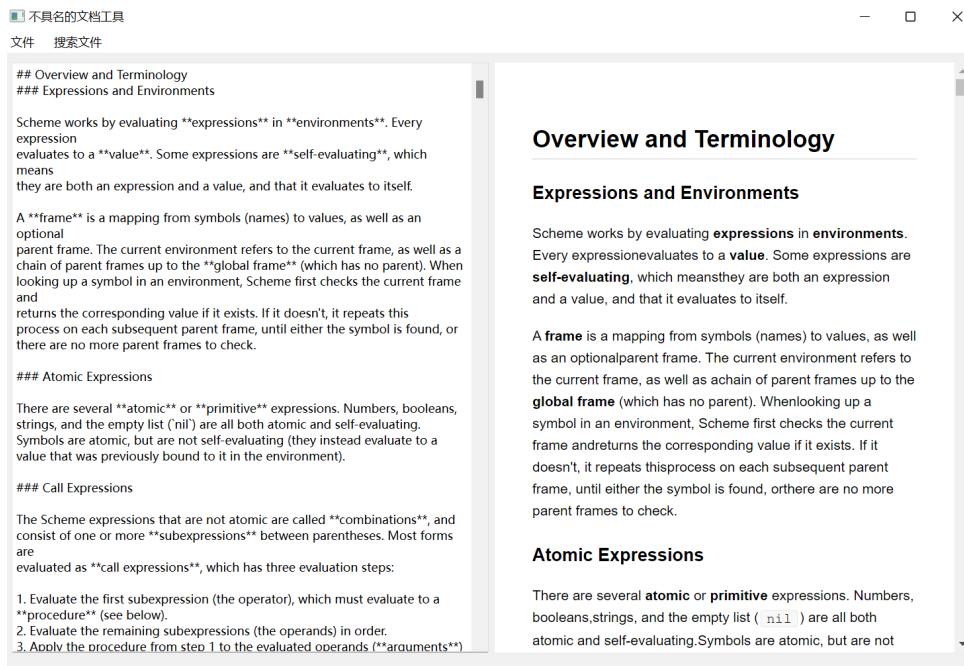 不具名的文档工具
文件 搜索文件
## Overview and Terminology
### Expressions and Environments
Scheme works by evaluating **expressions** in **environments**. Every
expression
evaluates to a **value**. Some expressions are **self-evaluating**, which
means
they are both an expression and a value, and that it evaluates to itself.
A **frame** is a mapping from symbols (names) to values, as well as an
optional
parent frame. The current environment refers to the current frame, as well as a
chain of parent frames up to the **global frame** (which has no parent). When
looking up a symbol in an environment, Scheme first checks the current frame
and
returns the corresponding value if it exists. If it doesn't, it repeats this
process on each subsequent parent frame, until either the symbol is found, or
there are no more parent frames to check.
### Atomic Expressions
There are several **atomic** or **primitive** expressions. Numbers, booleans,
strings, and the empty list (`nil`) are all both atomic and self-evaluating.
Symbols are atomic, but are not self-evaluating (they instead evaluate to a
value that was previously bound to it in the environment).
### Call Expressions
The Scheme expressions that are not atomic are called **combinations**, and
consist of one or more **subexpressions** between parentheses. Most forms
are
evaluated as **call expressions**, which has three evaluation steps:
1. Evaluate the first subexpression (the operator), which must evaluate to a
**procedure** (see below).
2. Evaluate the remaining subexpressions (the operands) in order.
3. Apply the procedure from step 1 to the evaluated operands (**arguments**)
Overview and Terminology
Expressions and Environments
Scheme works by evaluating expressions in environments.
Every expressionevaluates to a value. Some expressions are
self-evaluating, which meansthey are both an expression
and a value, and that it evaluates to itself.
A frame is a mapping from symbols (names) to values, as well
as an optionalparent frame. The current environment refers to
the current frame, as well as achain of parent frames up to the
global frame (which has no parent). Whenlooking up a
symbol in an environment, Scheme first checks the current
frame andreturns the corresponding value if it exists. If it
doesn't, it repeats thisprocess on each subsequent parent
frame, until either the symbol is found, orthere are no more
parent frames to check.
Atomic Expressions
There are several atomic or primitive expressions. Numbers,
booleans,strings, and the empty list ( nil ) are all both
atomic and self-evaluating.Symbols are atomic, but are not